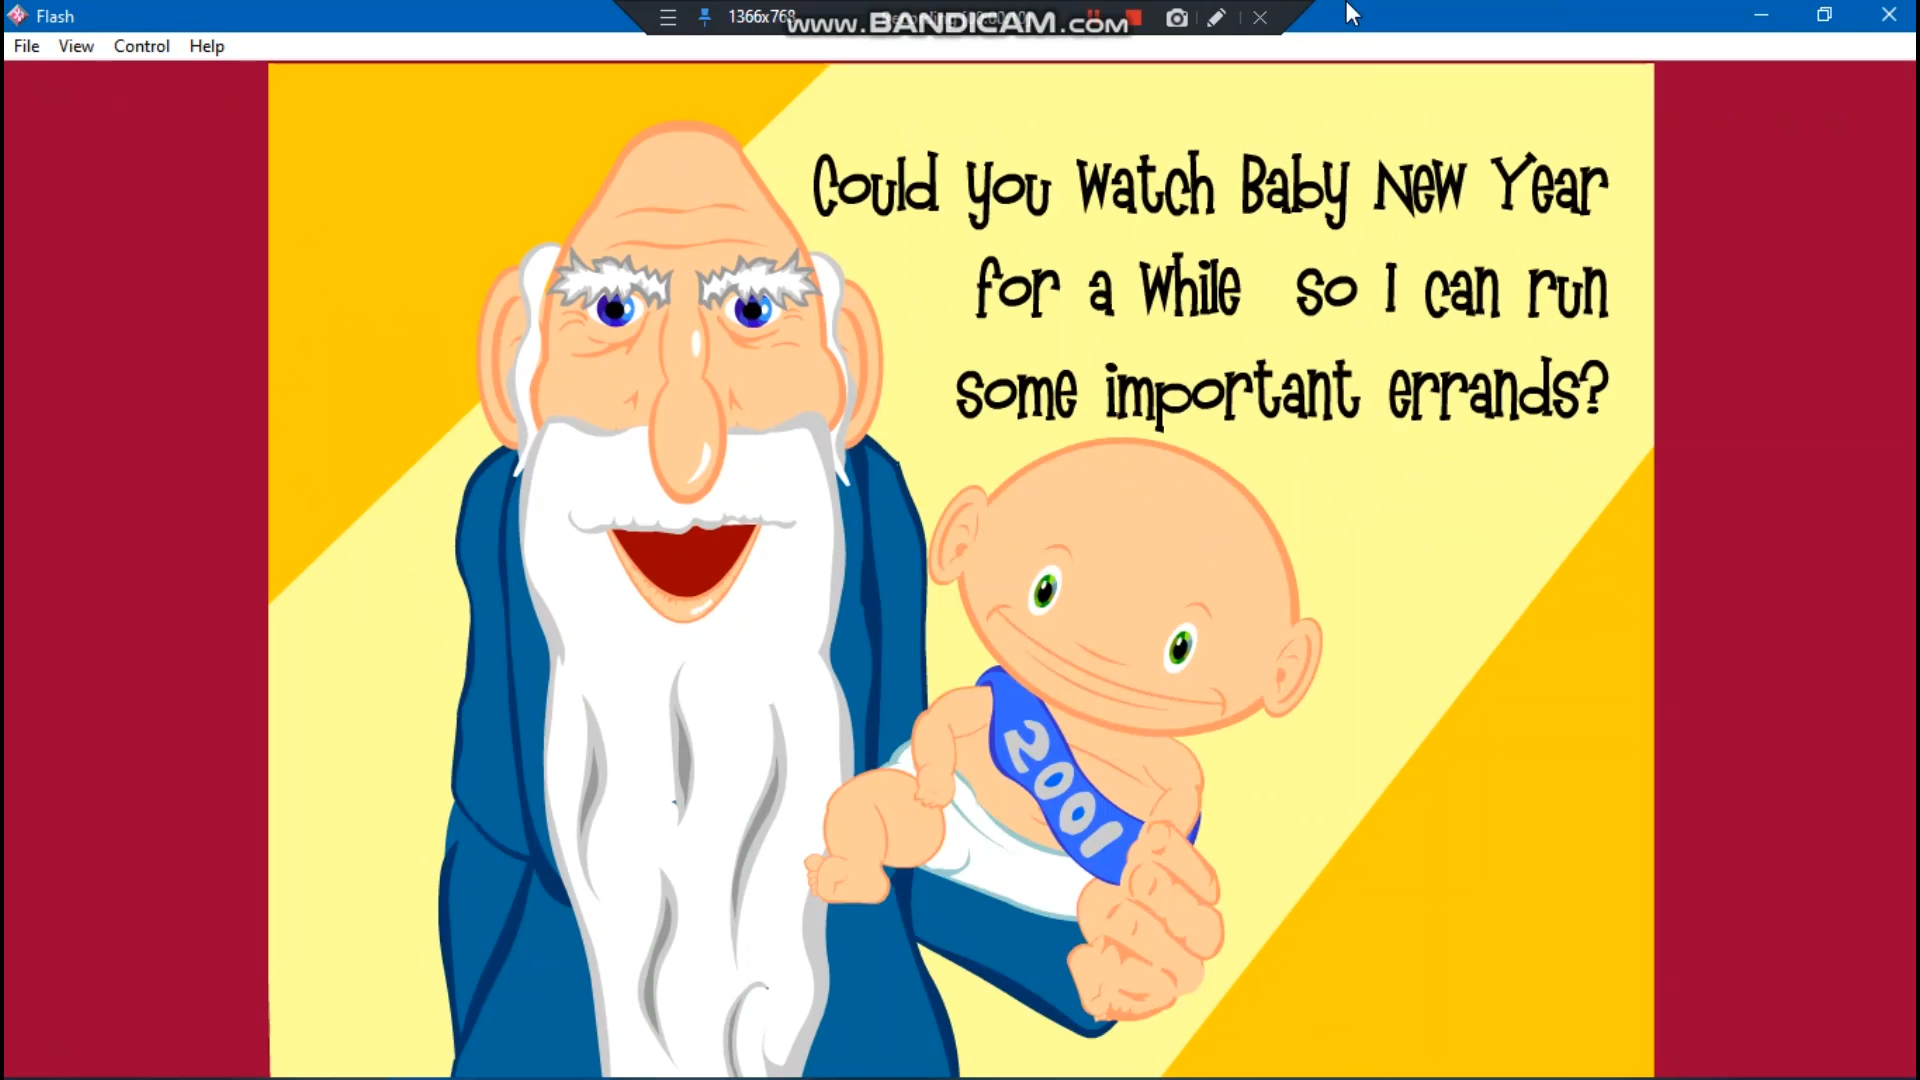 Flash
1366x768
www.BANDICAM.com
File View Control Help
Could you watch Baby New Year
for a while so I can run
some important errands?
2001